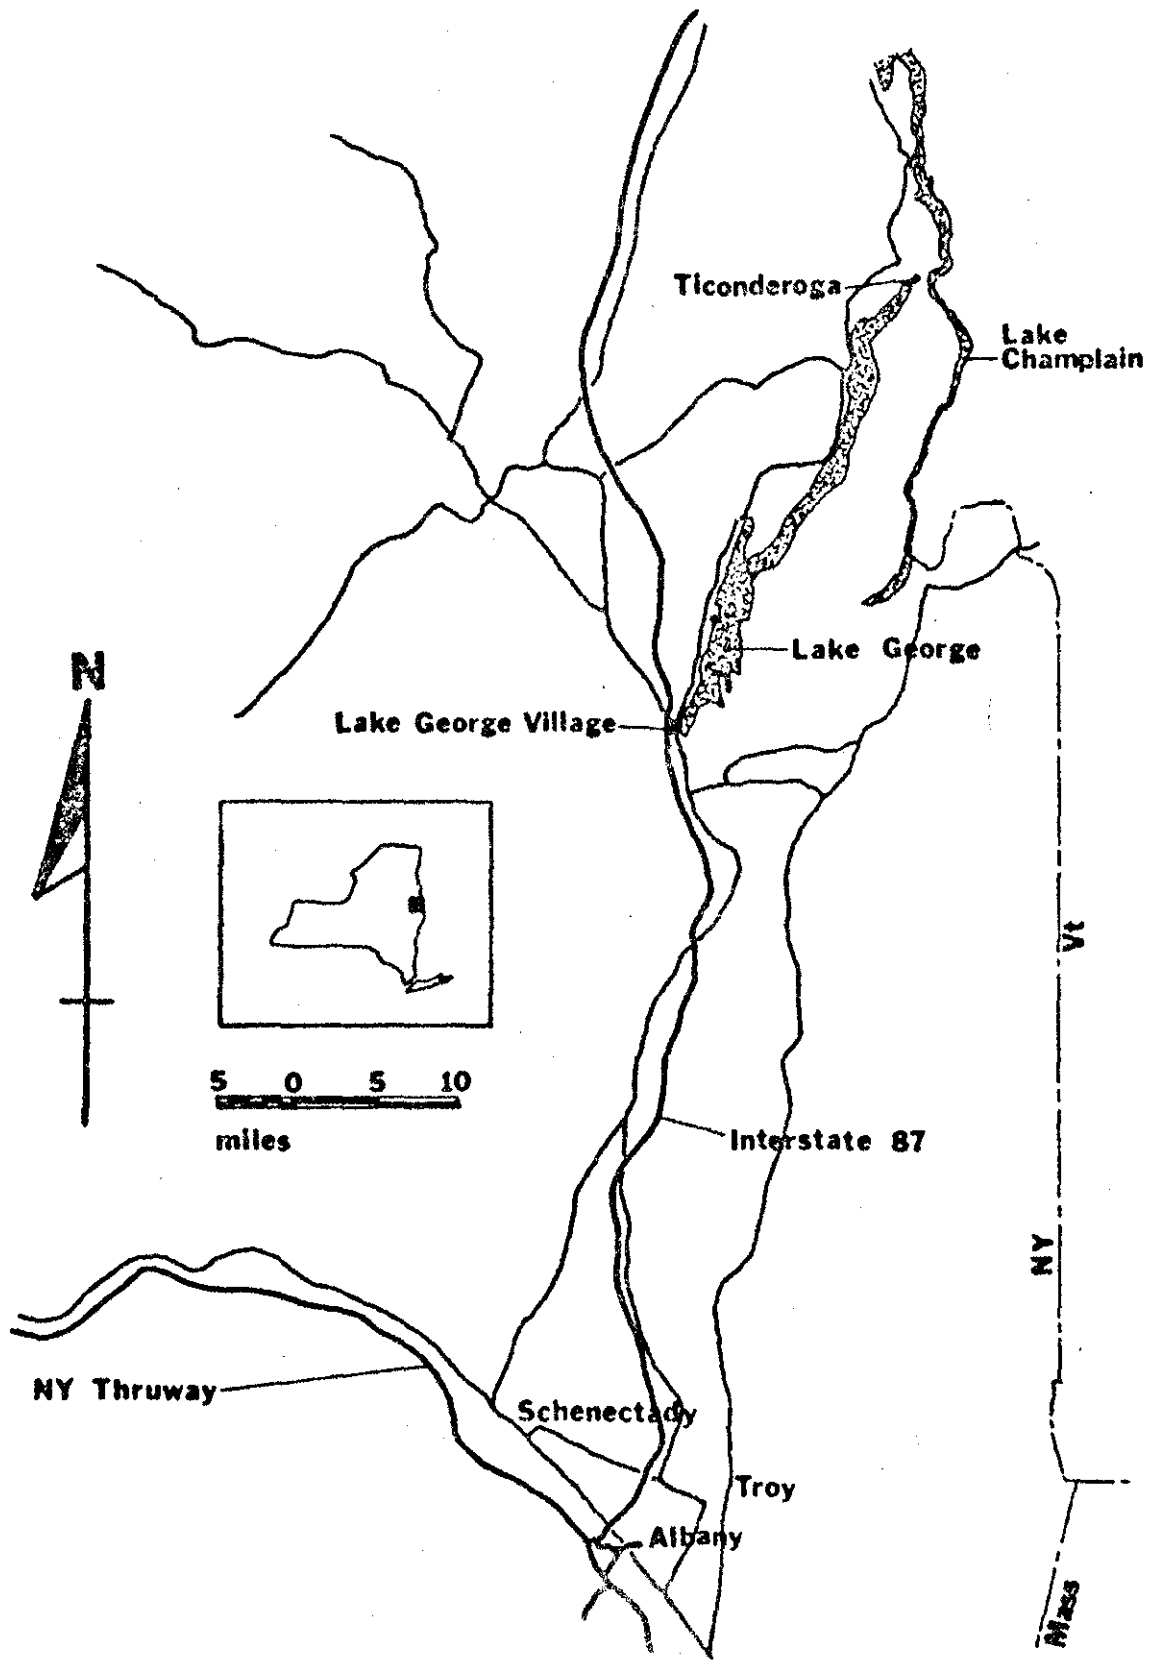 Ticonderoga
Lake
Champlain
N
Lake George
Lake George Village
Vt
5 0 5 10
miles
Interstate 87
NY
NY Thruway
Schenectady
Troy
Albany
Mass